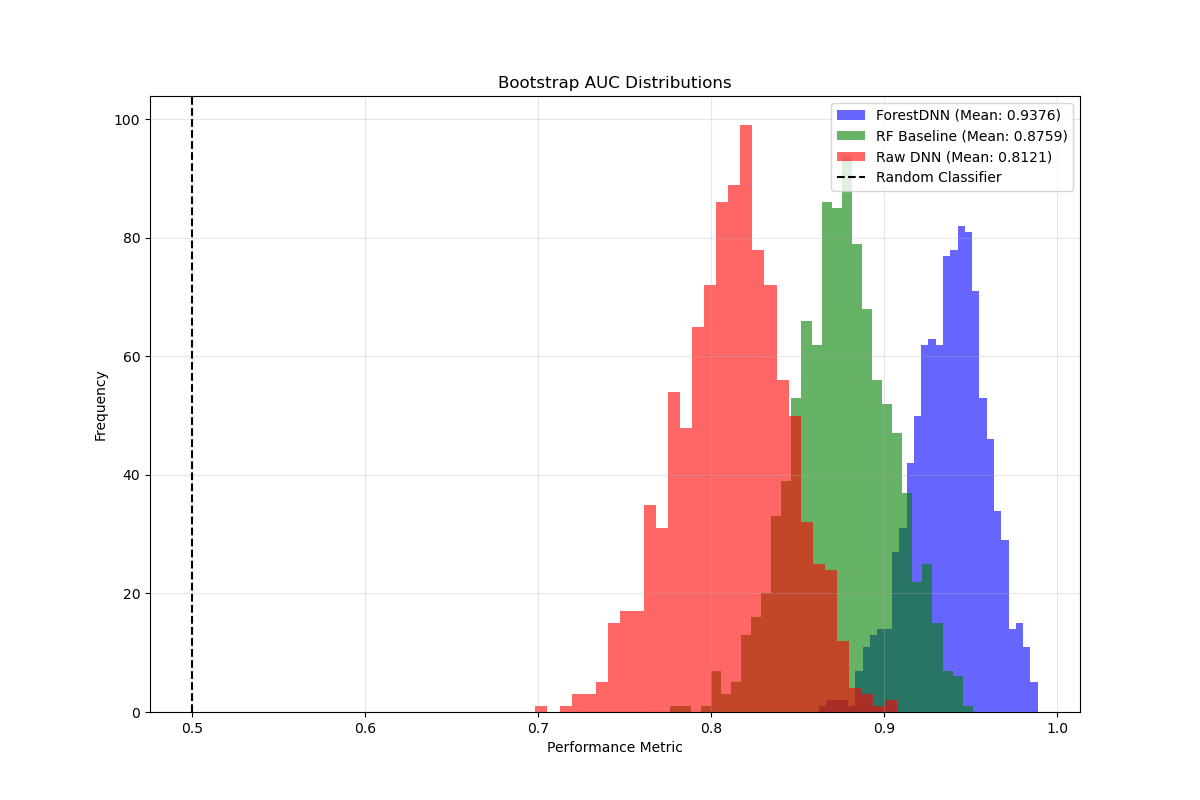 Bootstrap AUC Distributions
ForestDNN (Mean: 0.9376)
RF Baseline (Mean: 0.8759)
Raw DNN (Mean: 0.8121)
Random Classifier
Frequency
100
80
60
40
20
0
0.5 0.6 0.7 0.8 0.9 1.0
Performance Metric